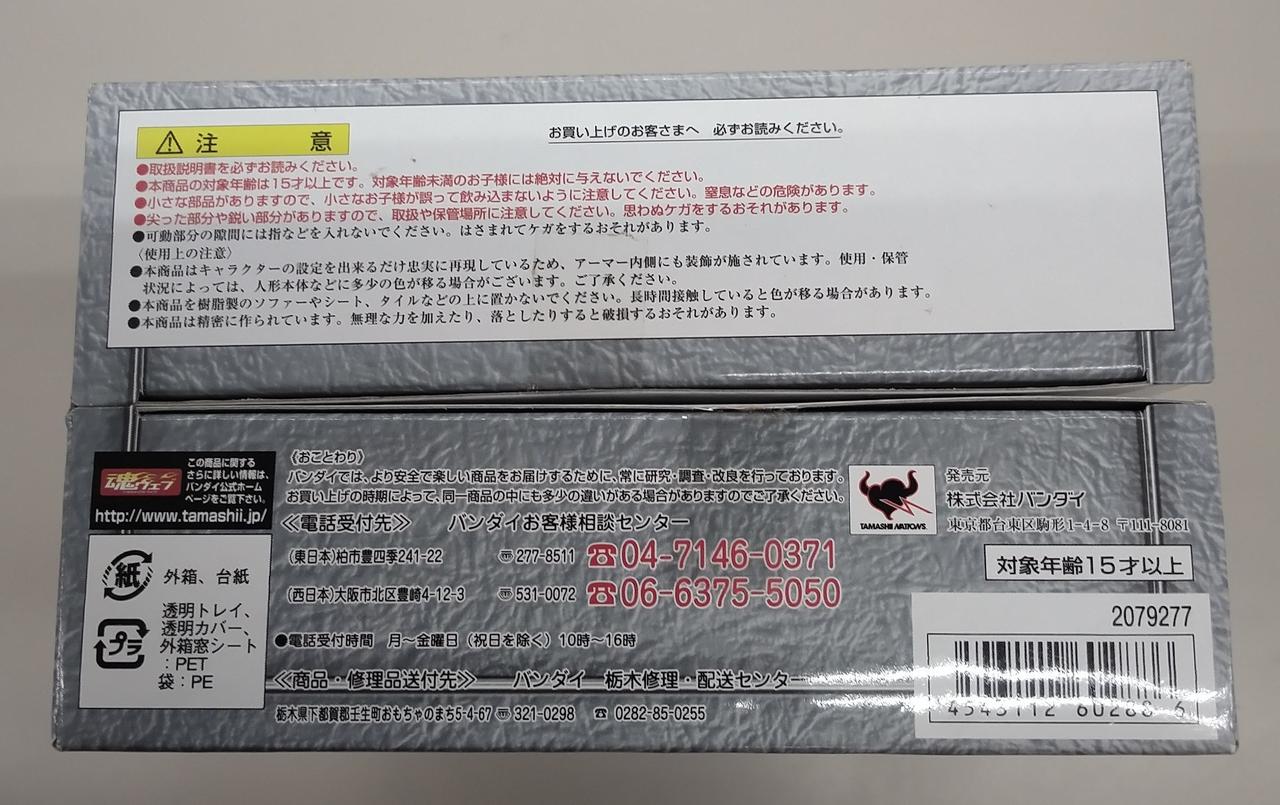 注　意
お買い上げのお客さまへ　必ずお読みください。
●取扱説明書を必ずお読みください。
●本商品の対象年齢は15才以上です。対象年齢未満のお子様には絶対に与えないでください。
●小さな部品がありますので、小さなお子様が誤って飲み込まないように注意してください。窒息などの危険があります。
●尖った部分や鋭い部分がありますので、取扱や保管場所に注意してください。思わぬケガをするおそれがあります。
●可動部分の隙間には指などを入れないでください。はさまれてケガをするおそれがあります。
〈使用上の注意〉
●本商品はキャラクターの設定を出来るだけ忠実に再現しているため、アーマー内側にも装飾が施されています。使用・保管
状況によっては、人形本体などに多少の色が移る場合がございます。ご了承ください。
●本商品を樹脂製のソファーやシート、タイルなどの上に置かないでください。長時間接触していると色が移る場合があります。
●本商品は精密に作られています。無理な力を加えたり、落としたりすると破損するおそれがあります。
魂ウェブ
この商品に関する
さらに詳しい情報は、
バンダイ公式ホーム
ページをご覧下さい。
http://www.tamashii.jp/
紙
外箱、台紙
プラ
透明トレイ、
透明カバー、
外箱窓シート
：PET
袋：PE
《おことわり》
バンダイでは、より安全で楽しい商品をお届けするために、常に研究・調査・改良を行っております。
お買い上げの時期によって、同一商品の中にも多少の違いがある場合がありますのでご了承ください。
≪電話受付先≫　バンダイお客様相談センター
(東日本)柏市豊四季241-22　〠277-8511　☎04-7146-0371
(西日本)大阪市北区豊崎4-12-3　〠531-0072　☎06-6375-5050
●電話受付時間　月～金曜日（祝日を除く）10時～16時
≪商品・修理品送付先≫　バンダイ　栃木修理・配送センター
栃木県下都賀郡壬生町おもちゃのまち5-4-67 〠321-0298　☎ 0282-85-0255
TAMASHII NATIONS
発売元
株式会社バンダイ
東京都台東区駒形1-4-8 〒111-8081
対象年齢15才以上
2079277
4543112 602886